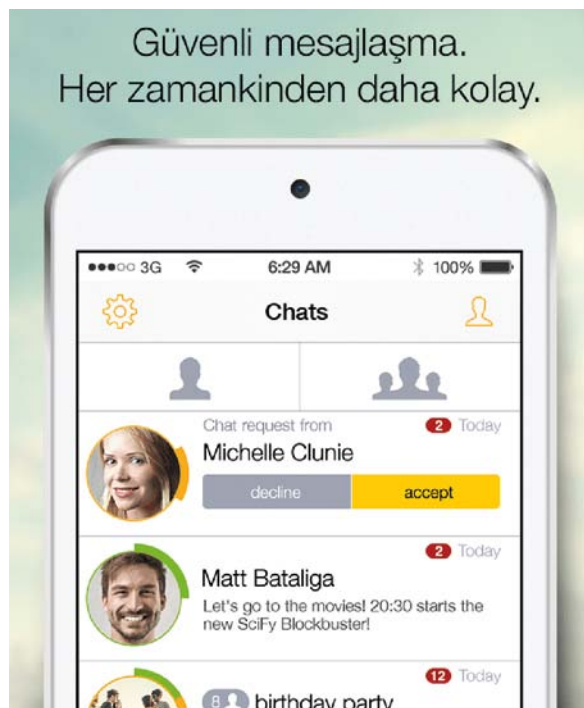 Güvenli mesajlaşma.
Her zamankinden daha kolay.
3G 6:29 AM 100%
Chats
Chat request from 2 Today
Michelle Clunie
decline accept
2 Today
Matt Bataliga
Let's go to the movies! 20:30 starts the
new SciFy Blockbuster!
12 Today
8 birthday party